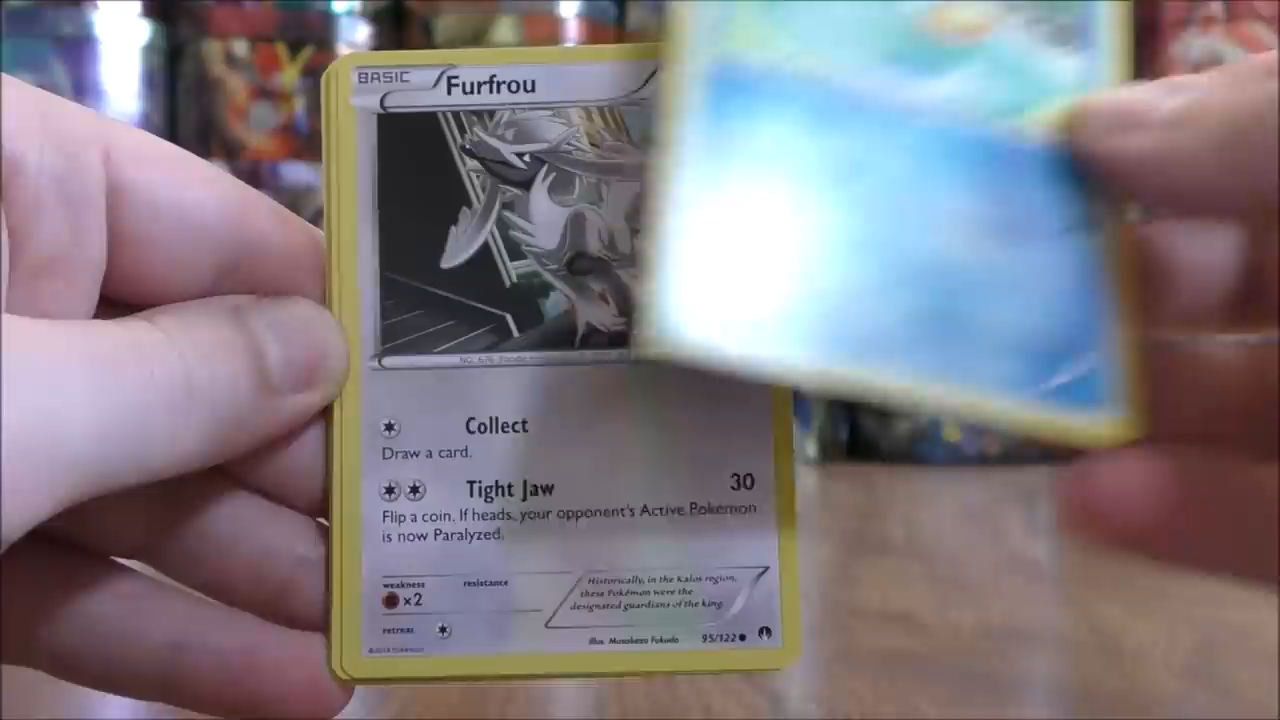 BASIC
Furfrou
NO. 676
Collect
Draw a card.
Tight Jaw 30
Flip a coin. If heads, your opponent's Active Pokémon
is now Paralyzed.
weakness resistance
×2
Historically, in the Kalos region,
these Pokémon were the
designated guardians of the king.
retreat
Illus. Masakazu Fukuda 95/122